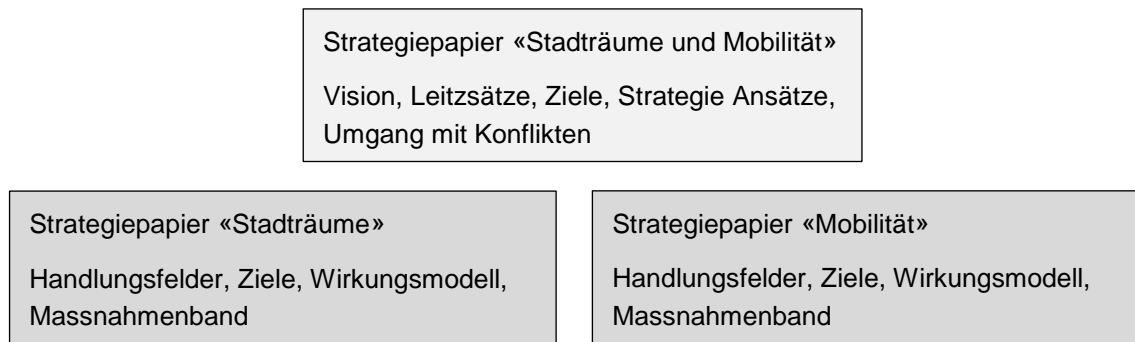 Strategiepapier «Stadträume und Mobilität»
Vision, Leitzsätze, Ziele, Strategie Ansätze,
Umgang mit Konflikten
Strategiepapier «Stadträume»
Handlungsfelder, Ziele, Wirkungsmodell,
Massnahmenband
Strategiepapier «Mobilität»
Handlungsfelder, Ziele, Wirkungsmodell,
Massnahmenband